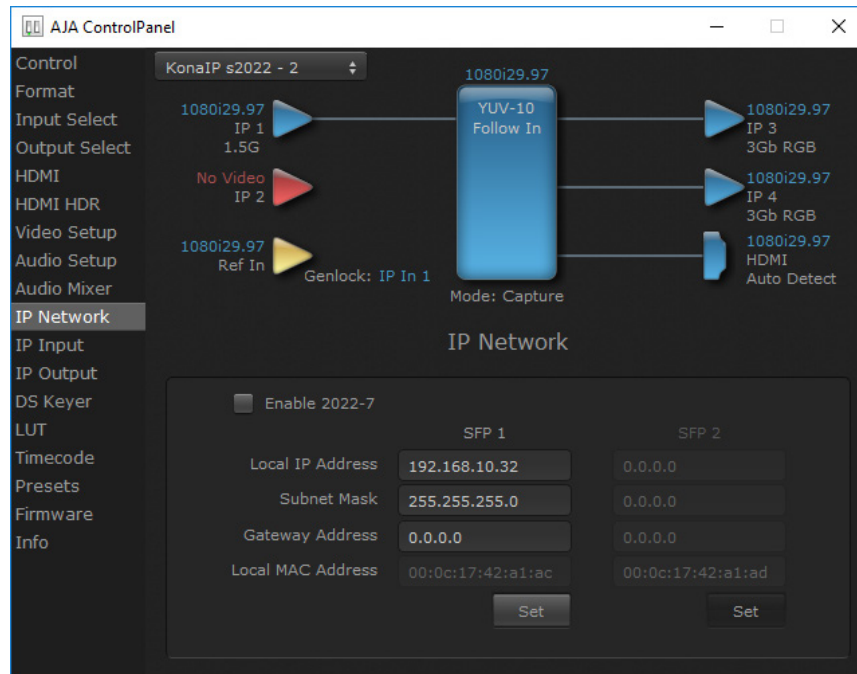 AJA ControlPanel
Control
Format
Input Select
Output Select
HDMI
HDMI HDR
Video Setup
Audio Setup
Audio Mixer
IP Network
IP Input
IP Output
DS Keyer
LUT
Timecode
Presets
Firmware
Info
KonaIP s2022 - 2
1080i29.97
1080i29.97
IP 1
1.5G
No Video
IP 2
1080i29.97
Ref In
Genlock: IP In 1
YUV-10
Follow In
Mode: Capture
1080i29.97
IP 3
3Gb RGB
1080i29.97
IP 4
3Gb RGB
1080i29.97
HDMI
Auto Detect
IP Network
Enable 2022-7
SFP 1 SFP 2
Local IP Address 192.168.10.32 0.0.0.0
Subnet Mask 255.255.255.0 0.0.0.0
Gateway Address 0.0.0.0 0.0.0.0
Local MAC Address 00:0c:17:42:a1:ac 00:0c:17:42:a1:ad
Set Set